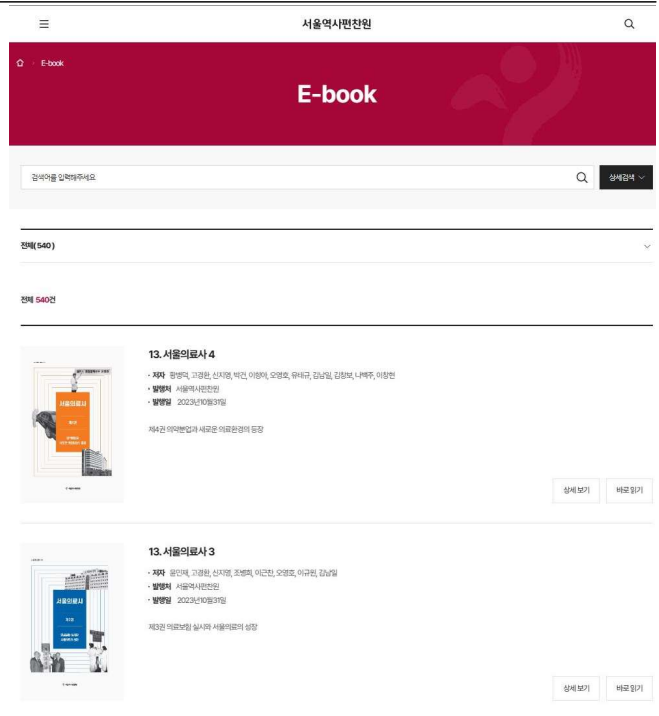 서울역사편찬원
E-book
E-book
검색어를 입력해주세요
상세검색
전체( 540 )
전체 540건
13. 서울의료사 4
· 저자 황병덕, 고경환, 신지영, 박건, 이향아, 오영호, 유태규, 김남일, 김창보, 나백주, 이창현
· 발행처 서울역사편찬원
· 발행일 2023년10월31일
제4권 의약분업과 새로운 의료환경의 등장
서울의료사
상세 보기
바로 읽기
13. 서울의료사 3
· 저자 윤인재, 고경환, 신지영, 조병희, 이근찬, 오영호, 이규원, 김남일
· 발행처 서울역사편찬원
· 발행일 2023년10월31일
제3권 의료보험 실시와 서울의료의 성장
서울의료사
상세 보기
바로 읽기